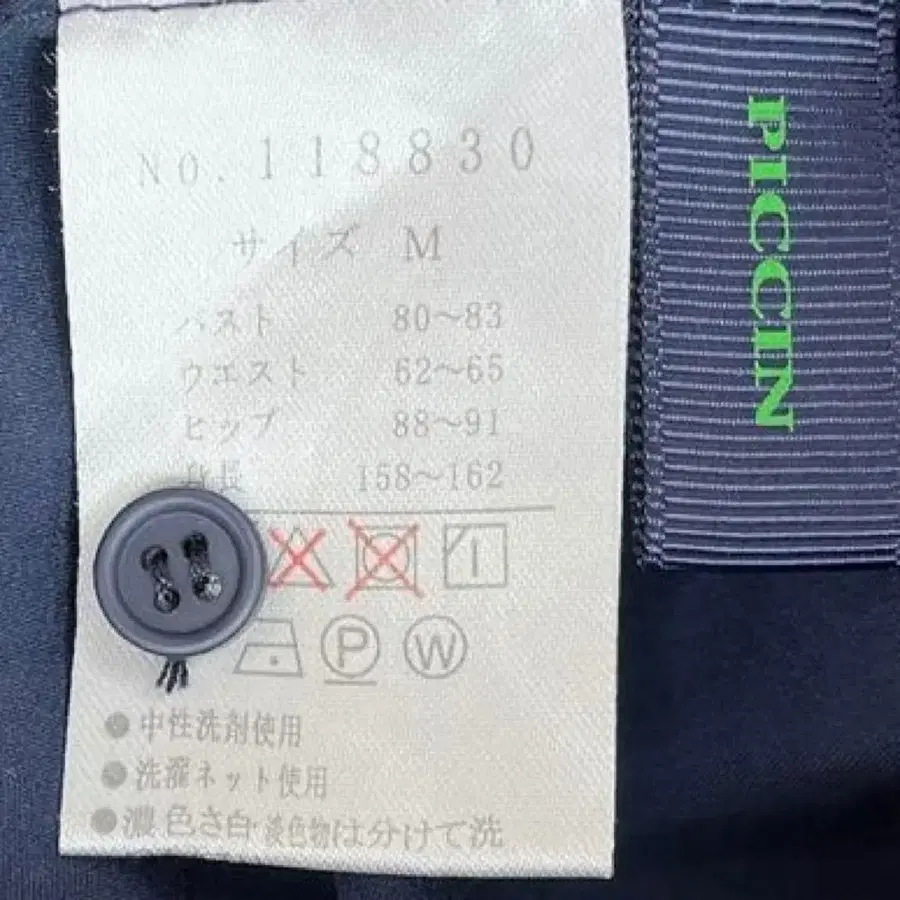 No. 118830
サイズ M
バスト 80～83
ウエスト 62～65
ヒップ 88～91
身長 158～162
P W
●中性洗剤使用
●洗濯ネット使用
●濃色さ白・淡色物は分けて洗
PICCIN